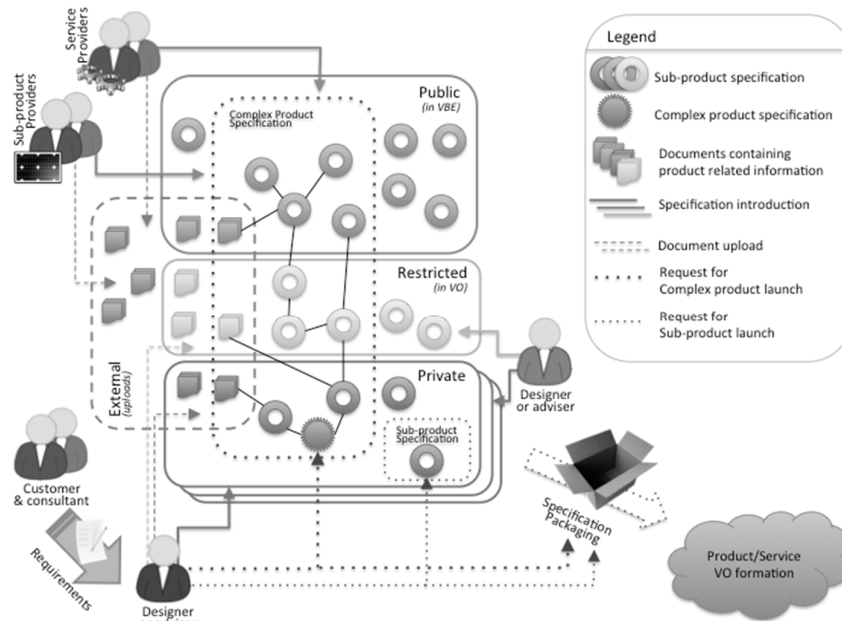 Service
Providers
Sub-product
Providers
Public
(in VBE)
Complex Product
Specification
Restricted
(in VO)
External
(uploads)
Private
Sub-product
Specification
Designer
or adviser
Customer
& consultant
Requirements
Designer
Specification
Packaging
Product/Service
VO formation
Legend
Sub-product specification
Complex product specification
Documents containing
product related information
Specification introduction
Document upload
Request for
Complex product launch
Request for
Sub-product launch